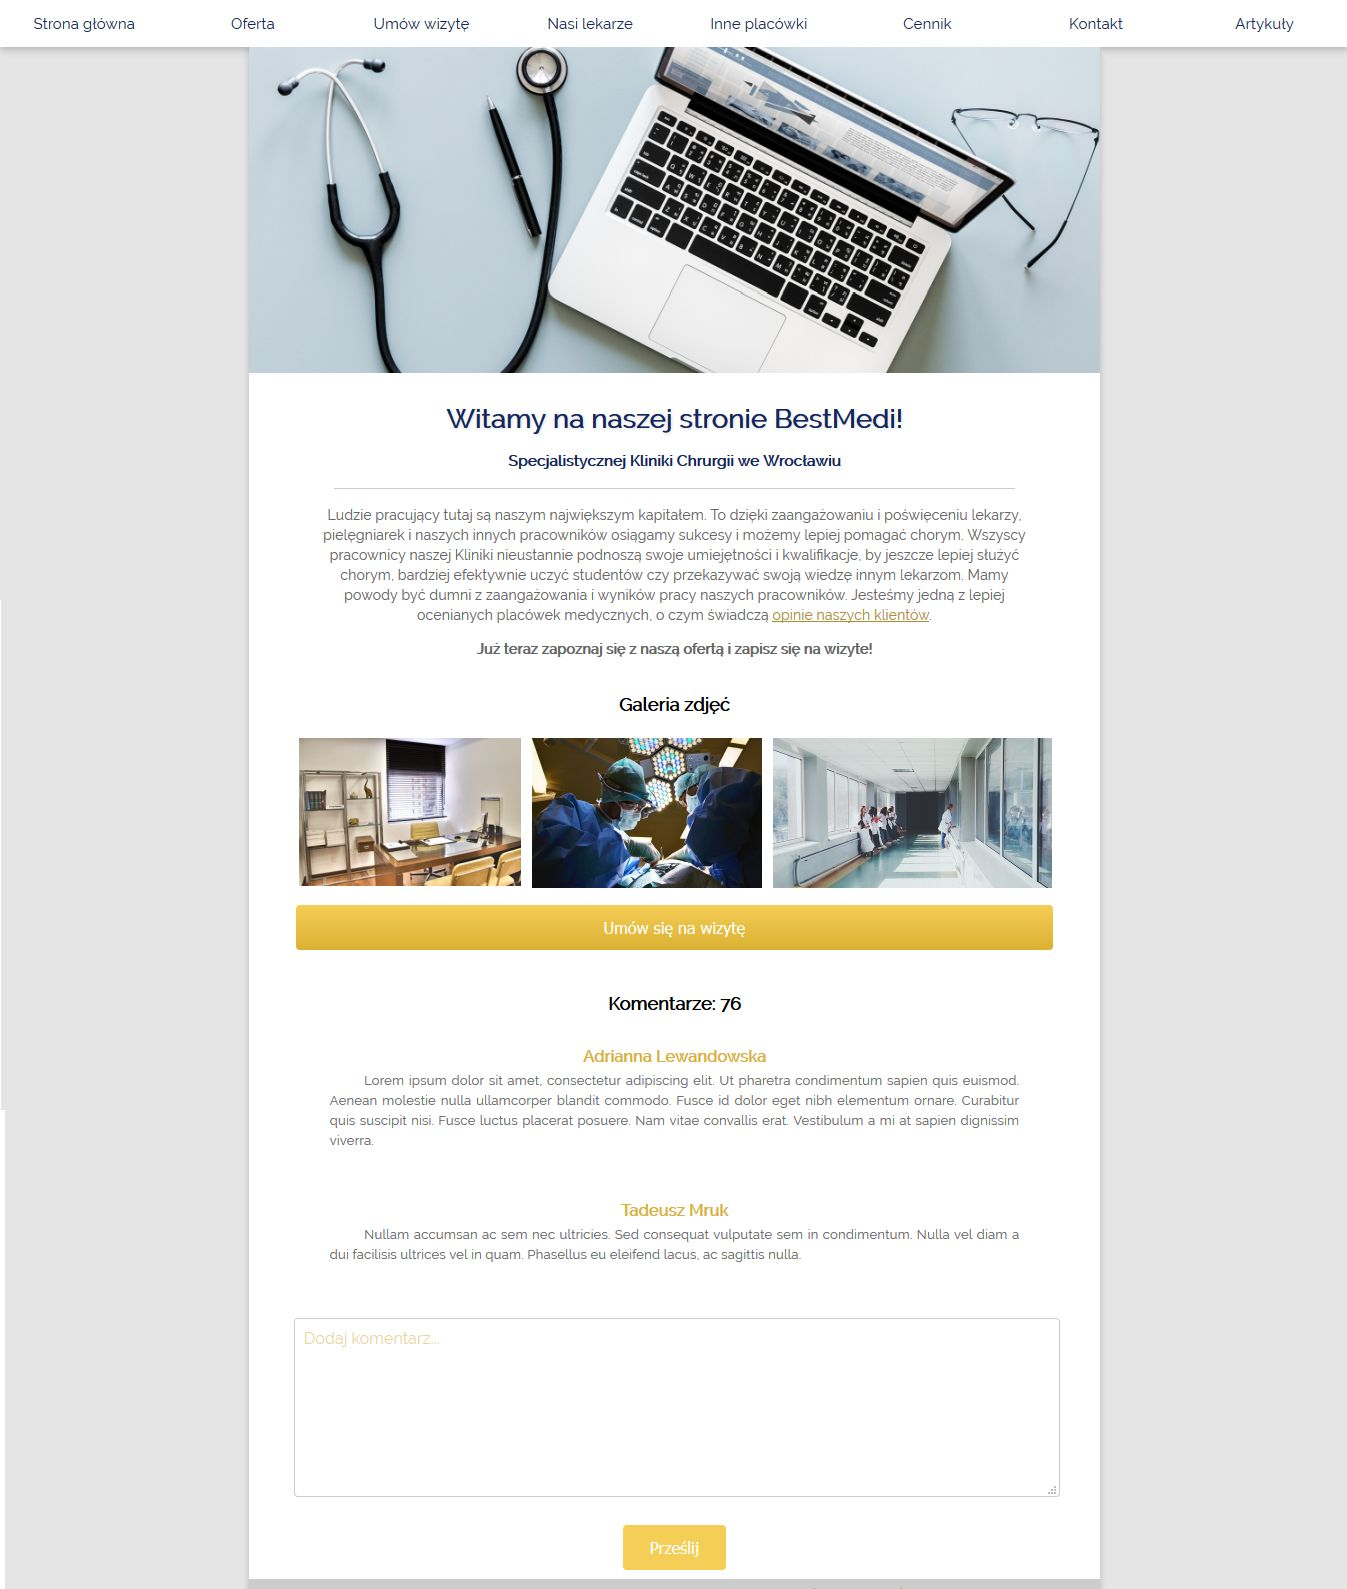 Strona główna Oferta Umów wizytę Nasi lekarze Inne placówki Cennik Kontakt Artykuły
Witamy na naszej stronie BestMedi!
Specjalistycznej Kliniki Chrurgii we Wrocławiu
Ludzie pracujący tutaj są naszym największym kapitałem. To dzięki zaangażowaniu i poświęceniu lekarzy,
pielęgniarek i naszych innych pracowników osiągamy sukcesy i możemy lepiej pomagać chorym. Wszyscy
pracownicy naszej Kliniki nieustannie podnoszą swoje umiejętności i kwalifikacje, by jeszcze lepiej służyć
chorym, bardziej efektywnie uczyć studentów czy przekazywać swoją wiedzę innym lekarzom. Mamy
powody być dumni z zaangażowania i wyników pracy naszych pracowników. Jesteśmy jedną z lepiej
ocenianych placówek medycznych, o czym świadczą opinie naszych klientów.
Już teraz zapoznaj się z naszą ofertą i zapisz się na wizyte!
Galeria zdjęć
Umów się na wizytę
Komentarze: 76
Adrianna Lewandowska
Lorem ipsum dolor sit amet, consectetur adipiscing elit. Ut pharetra condimentum sapien quis euismod.
Aenean molestie nulla ullamcorper blandit commodo. Fusce id dolor eget nibh elementum ornare. Curabitur
quis suscipit nisi. Fusce luctus placerat posuere. Nam vitae convallis erat. Vestibulum a mi at sapien dignissim
viverra.
Tadeusz Mruk
Nullam accumsan ac sem nec ultricies. Sed consequat vulputate sem in condimentum. Nulla vel diam a
dui facilisis ultrices vel in quam. Phasellus eu eleifend lacus, ac sagittis nulla.
Dodaj komentarz...
Prześlij